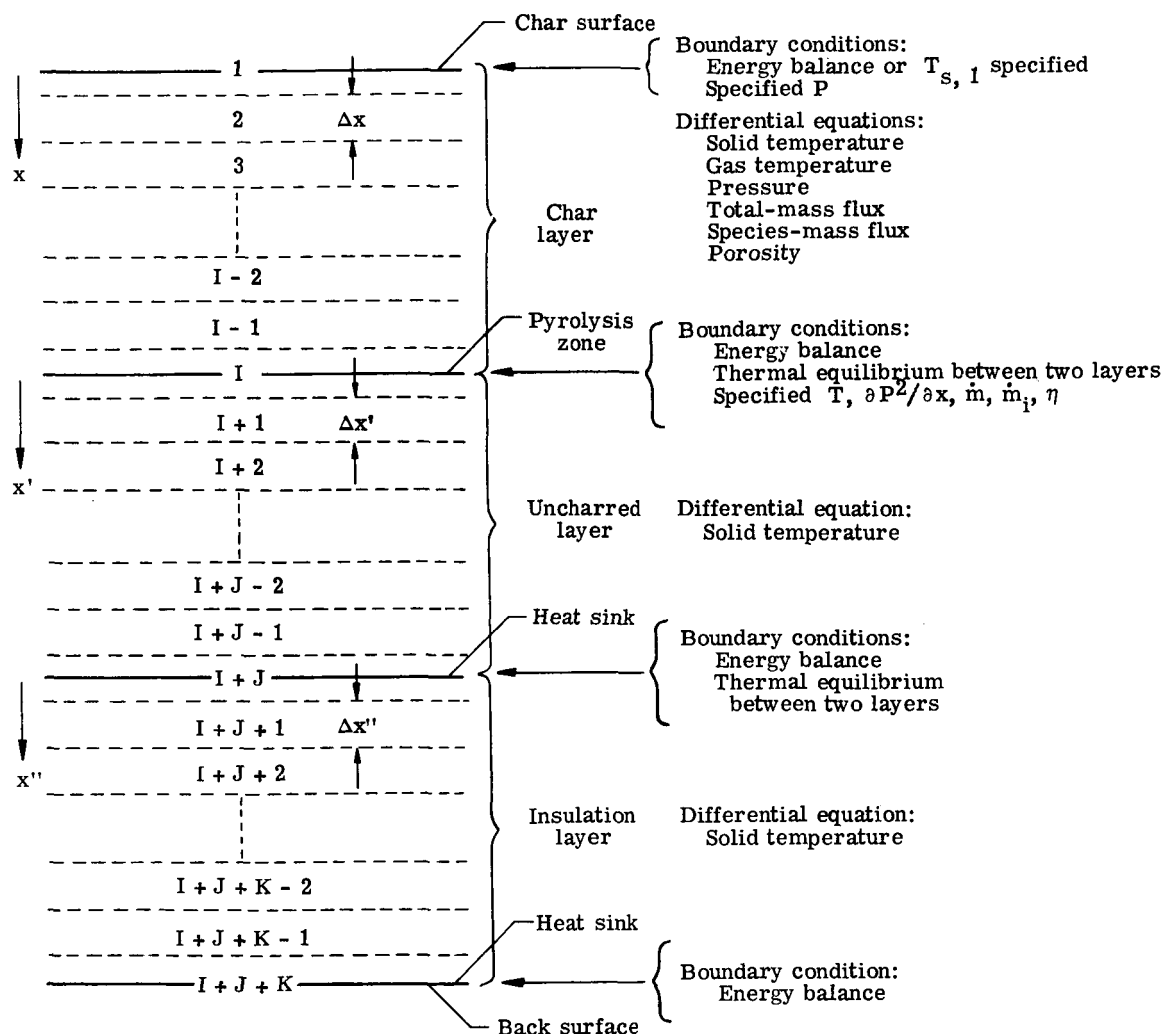 Char surface
1
Boundary conditions:
Energy balance or T_s, 1 specified
Specified P
2
Δx
x
3
Differential equations:
Solid temperature
Gas temperature
Pressure
Total-mass flux
Species-mass flux
Porosity
Char
layer
I - 2
I - 1
Pyrolysis
zone
I
Boundary conditions:
Energy balance
Thermal equilibrium between two layers
Specified T, ∂P²/∂x, ṁ, ṁ_i, η
I + 1
Δx'
I + 2
x'
Uncharred
layer
Differential equation:
Solid temperature
I + J - 2
I + J - 1
Heat sink
I + J
Boundary conditions:
Energy balance
Thermal equilibrium
between two layers
I + J + 1
Δx''
I + J + 2
x''
Insulation
layer
Differential equation:
Solid temperature
I + J + K - 2
I + J + K - 1
Heat sink
I + J + K
Boundary condition:
Energy balance
Back surface